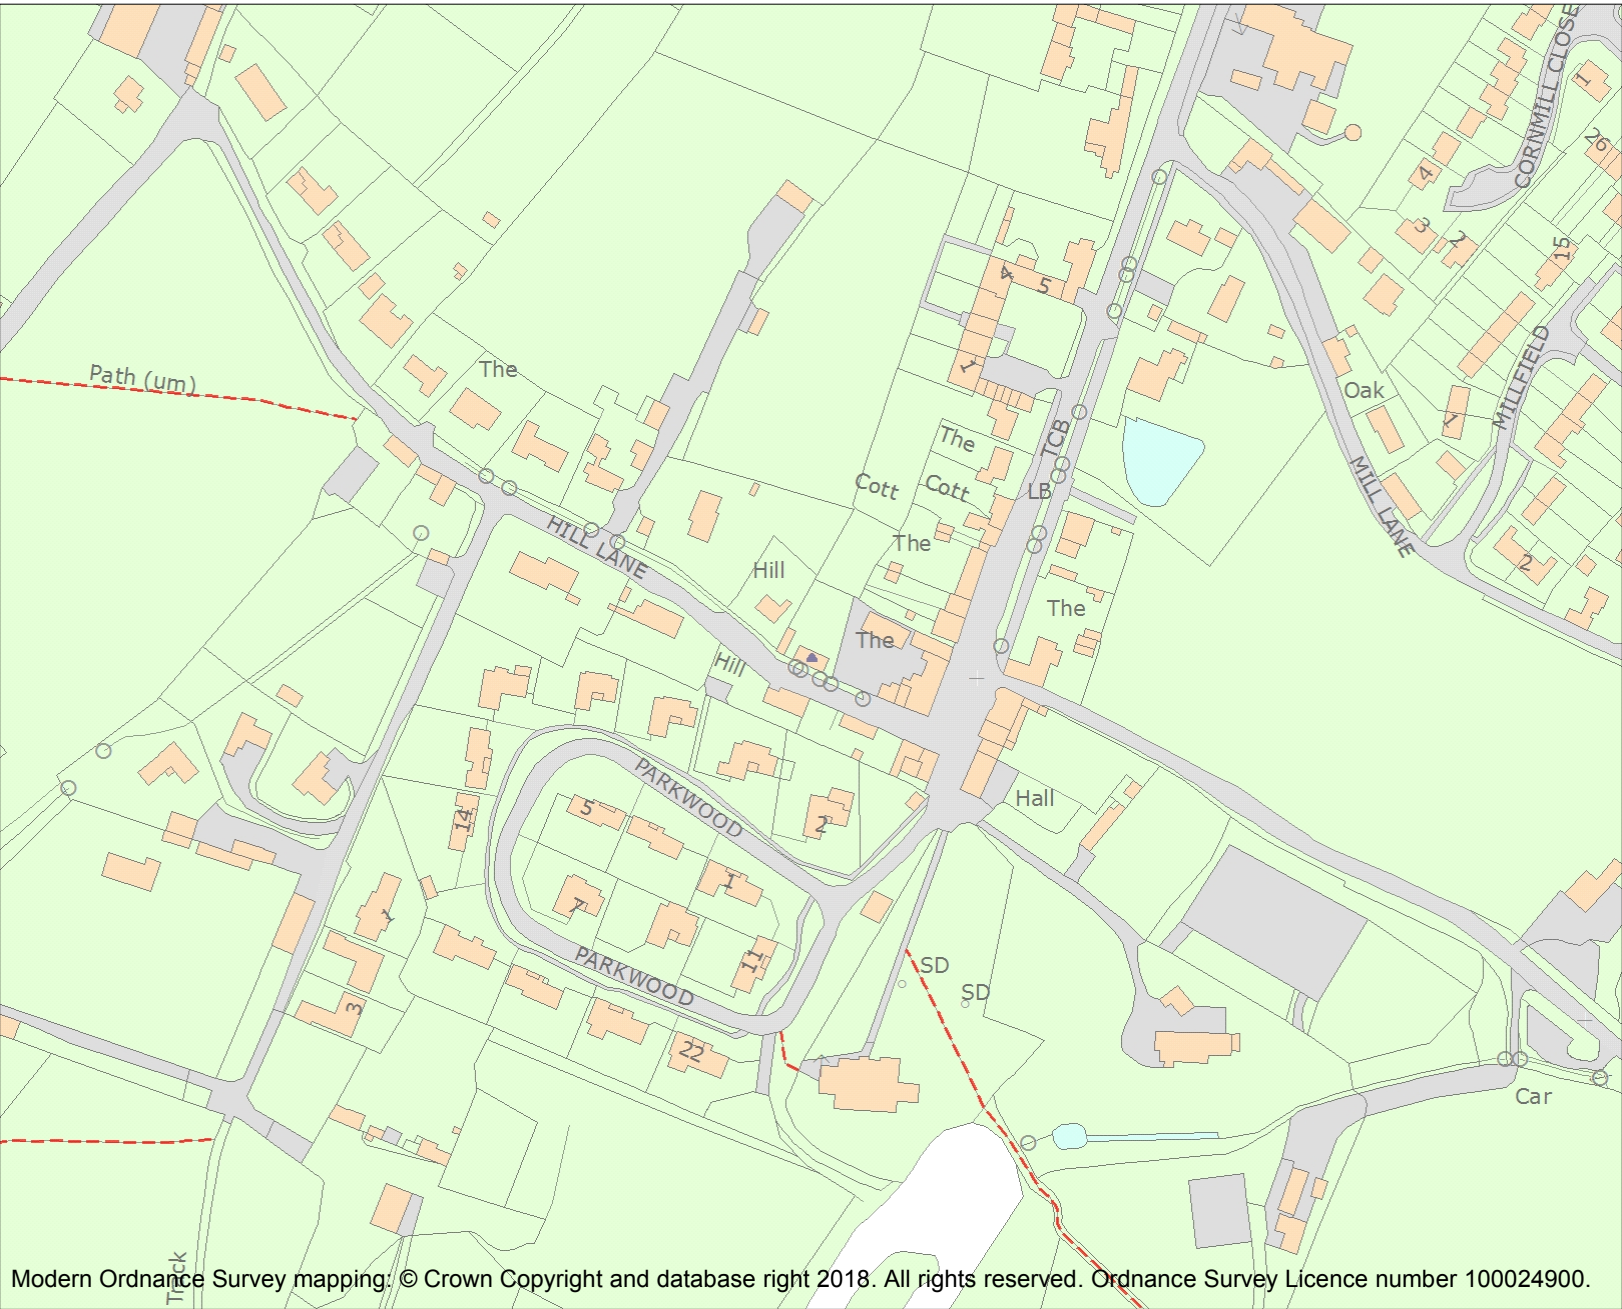 CORNMILL CLOSE
1
26
4
3
2
15
4
5
1
Path (um)
The
Oak
MILLFIELD
1
TCB
The
Cott
Cott
LB
MILL LANE
HILL LANE
The
Hill
2
The
The
Hill
PARKWOOD
5
14
2
Hall
1
7
1
11
PARKWOOD
SD
SD
3
22
Car
Track
Modern Ordnance Survey mapping: © Crown Copyright and database right 2018. All rights reserved. Ordnance Survey Licence number 100024900.